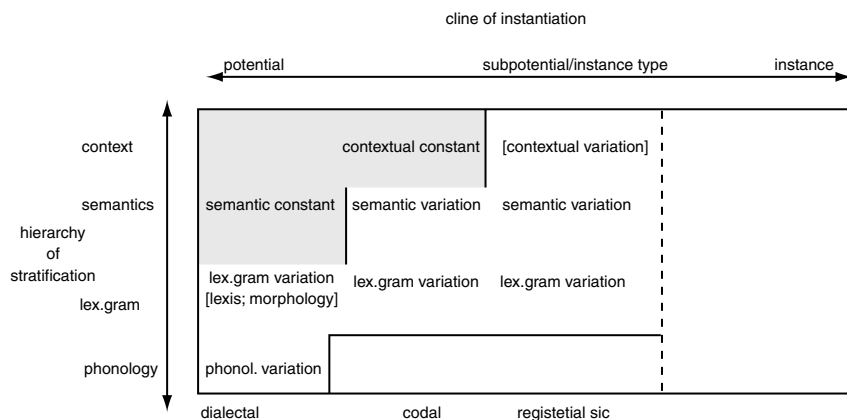 cline of instantiation
potential subpotential/instance type instance
context contextual constant [contextual variation]
semantics semantic constant semantic variation semantic variation
hierarchy
of
stratification
lex.gram variation lex.gram variation lex.gram variation
[lexis; morphology]
lex.gram
phonology phonol. variation
dialectal codal registetial sic